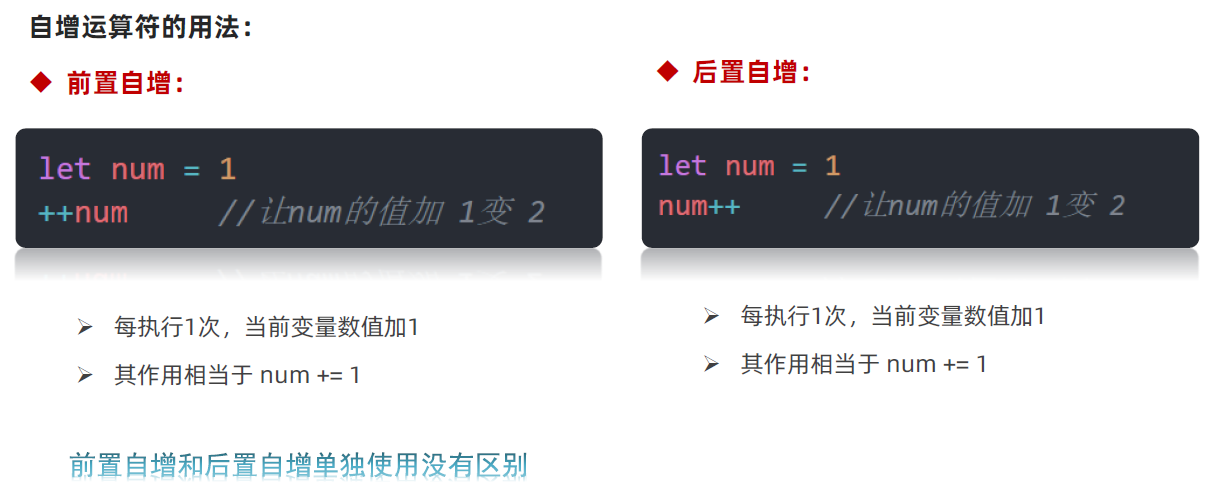 自增运算符的用法：
前置自增：
let num = 1
++num //让num的值加 1变 2
每执行1次，当前变量数值加1
其作用相当于 num += 1
后置自增：
let num = 1
num++ //让num的值加 1变 2
每执行1次，当前变量数值加1
其作用相当于 num += 1
前置自增和后置自增单独使用没有区别